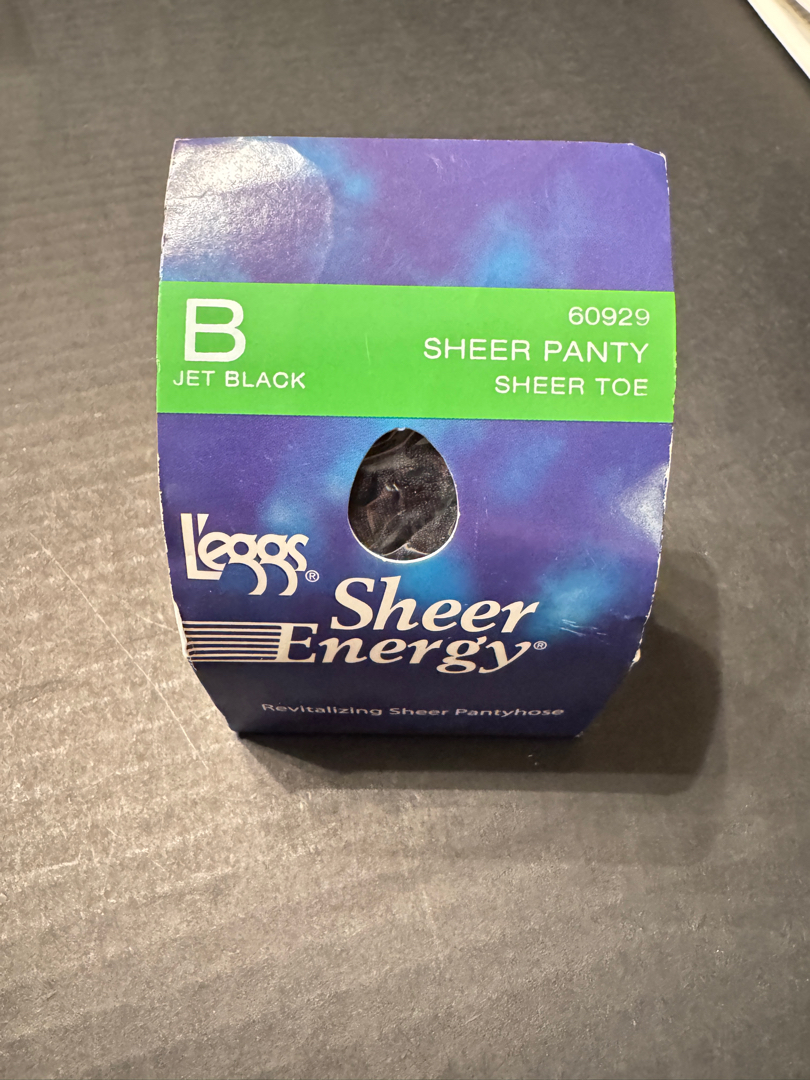 B
JET BLACK
60929
SHEER PANTY
SHEER TOE
L'eggs®
Sheer
Energy®
Revitalizing Sheer Pantyhose